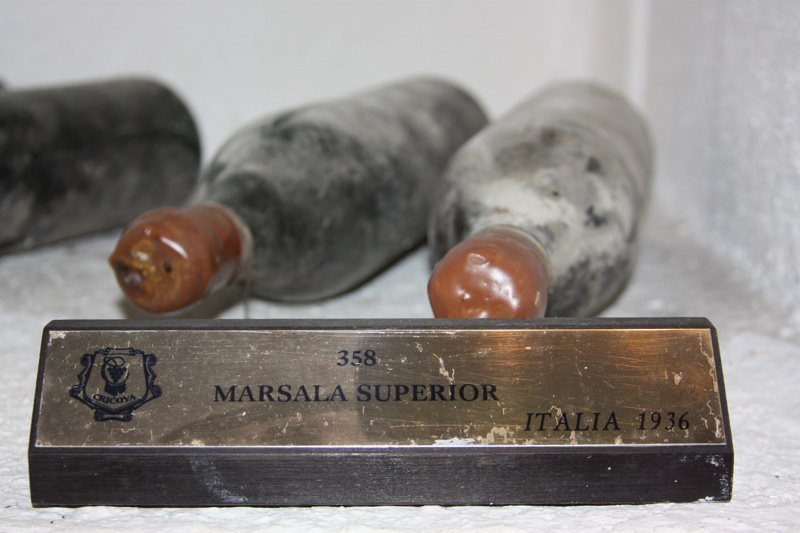 358
CRICOVA
MARSALA SUPERIOR
ITALIA 1936